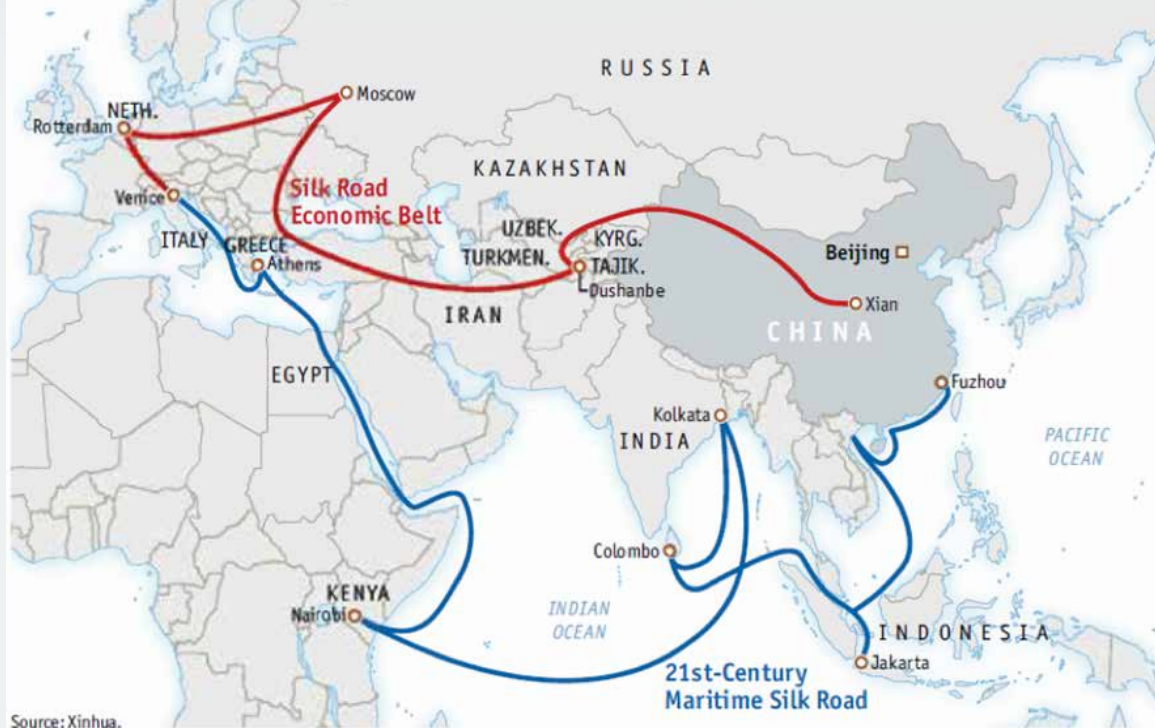 RUSSIA
Moscow
NETH.
Rotterdam
KAZAKHSTAN
Silk Road
Economic Belt
Venice
UZBEK.
KYRG.
ITALY
GREECE
Athens
TURKMEN.
TAJIK.
Dushanbe
Beijing
Xian
IRAN
CHINA
EGYPT
Fuzhou
Kolkata
INDIA
PACIFIC
OCEAN
Colombo
KENYA
Nairobi
INDIAN
OCEAN
INDONESIA
Jakarta
21st-Century
Maritime Silk Road
Source: Xinhua.